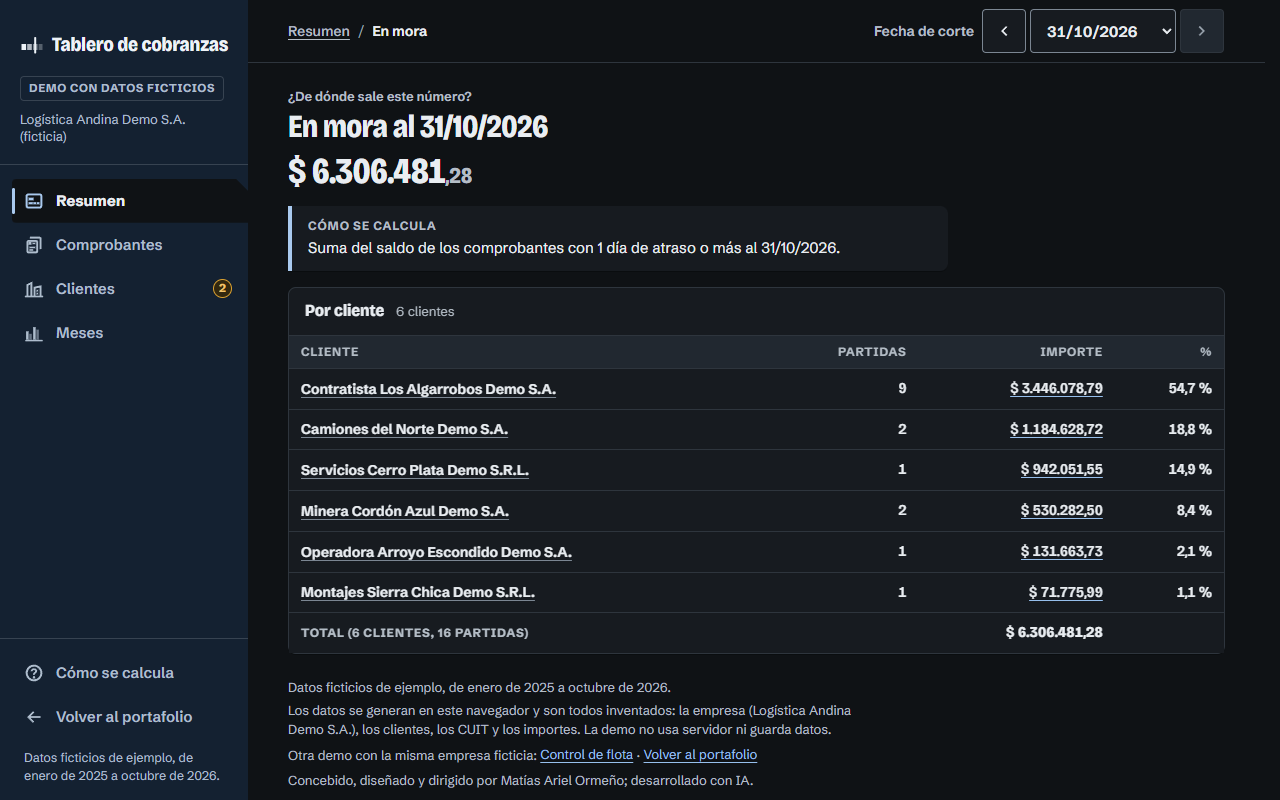 Tablero de cobranzas
DEMO CON DATOS FICTICIOS
Logística Andina Demo S.A.
(ficticia)
Resumen
Comprobantes
Clientes 2
Meses
Cómo se calcula
Volver al portafolio
Datos ficticios de ejemplo, de
enero de 2025 a octubre de 2026.
Resumen / En mora
Fecha de corte 31/10/2026
¿De dónde sale este número?
En mora al 31/10/2026
$ 6.306.481,28
CÓMO SE CALCULA
Suma del saldo de los comprobantes con 1 día de atraso o más al 31/10/2026.
Por cliente 6 clientes
CLIENTE PARTIDAS IMPORTE %
Contratista Los Algarrobos Demo S.A. 9 $ 3.446.078,79 54,7 %
Camiones del Norte Demo S.A. 2 $ 1.184.628,72 18,8 %
Servicios Cerro Plata Demo S.R.L. 1 $ 942.051,55 14,9 %
Minera Cordón Azul Demo S.A. 2 $ 530.282,50 8,4 %
Operadora Arroyo Escondido Demo S.A. 1 $ 131.663,73 2,1 %
Montajes Sierra Chica Demo S.R.L. 1 $ 71.775,99 1,1 %
TOTAL (6 CLIENTES, 16 PARTIDAS) $ 6.306.481,28
Datos ficticios de ejemplo, de enero de 2025 a octubre de 2026.
Los datos se generan en este navegador y son todos inventados: la empresa (Logística Andina
Demo S.A.), los clientes, los CUIT y los importes. La demo no usa servidor ni guarda datos.
Otra demo con la misma empresa ficticia: Control de flota · Volver al portafolio
Concebido, diseñado y dirigido por Matías Ariel Ormeño; desarrollado con IA.